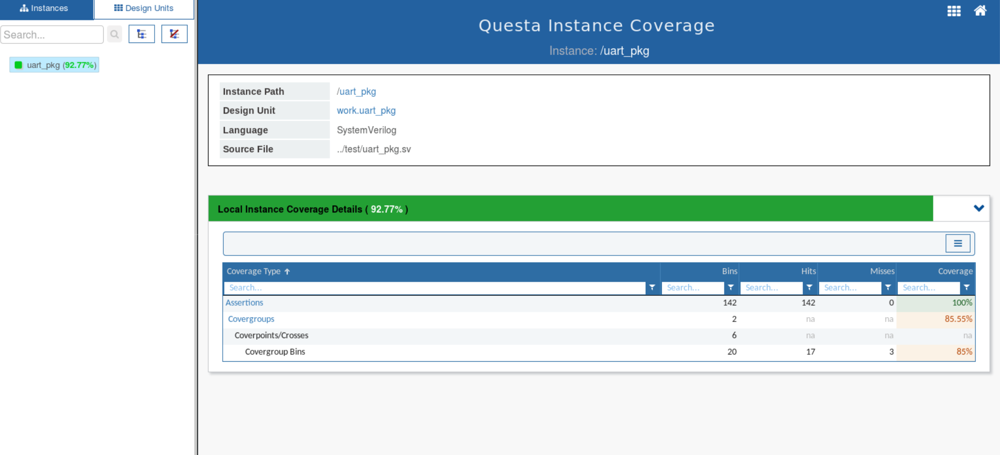 Instances
Design Units
Search...
uart_pkg (92.77%)
Questa Instance Coverage
Instance: /uart_pkg
Instance Path /uart_pkg
Design Unit work.uart_pkg
Language SystemVerilog
Source File ../test/uart_pkg.sv
Local Instance Coverage Details ( 92.77% )
Coverage Type Bins Hits Misses Coverage
Search... Search... Search... Search... Search...
Assertions 142 142 0 100%
Covergroups 2 na na 85.55%
Coverpoints/Crosses 6 na na na
Covergroup Bins 20 17 3 85%